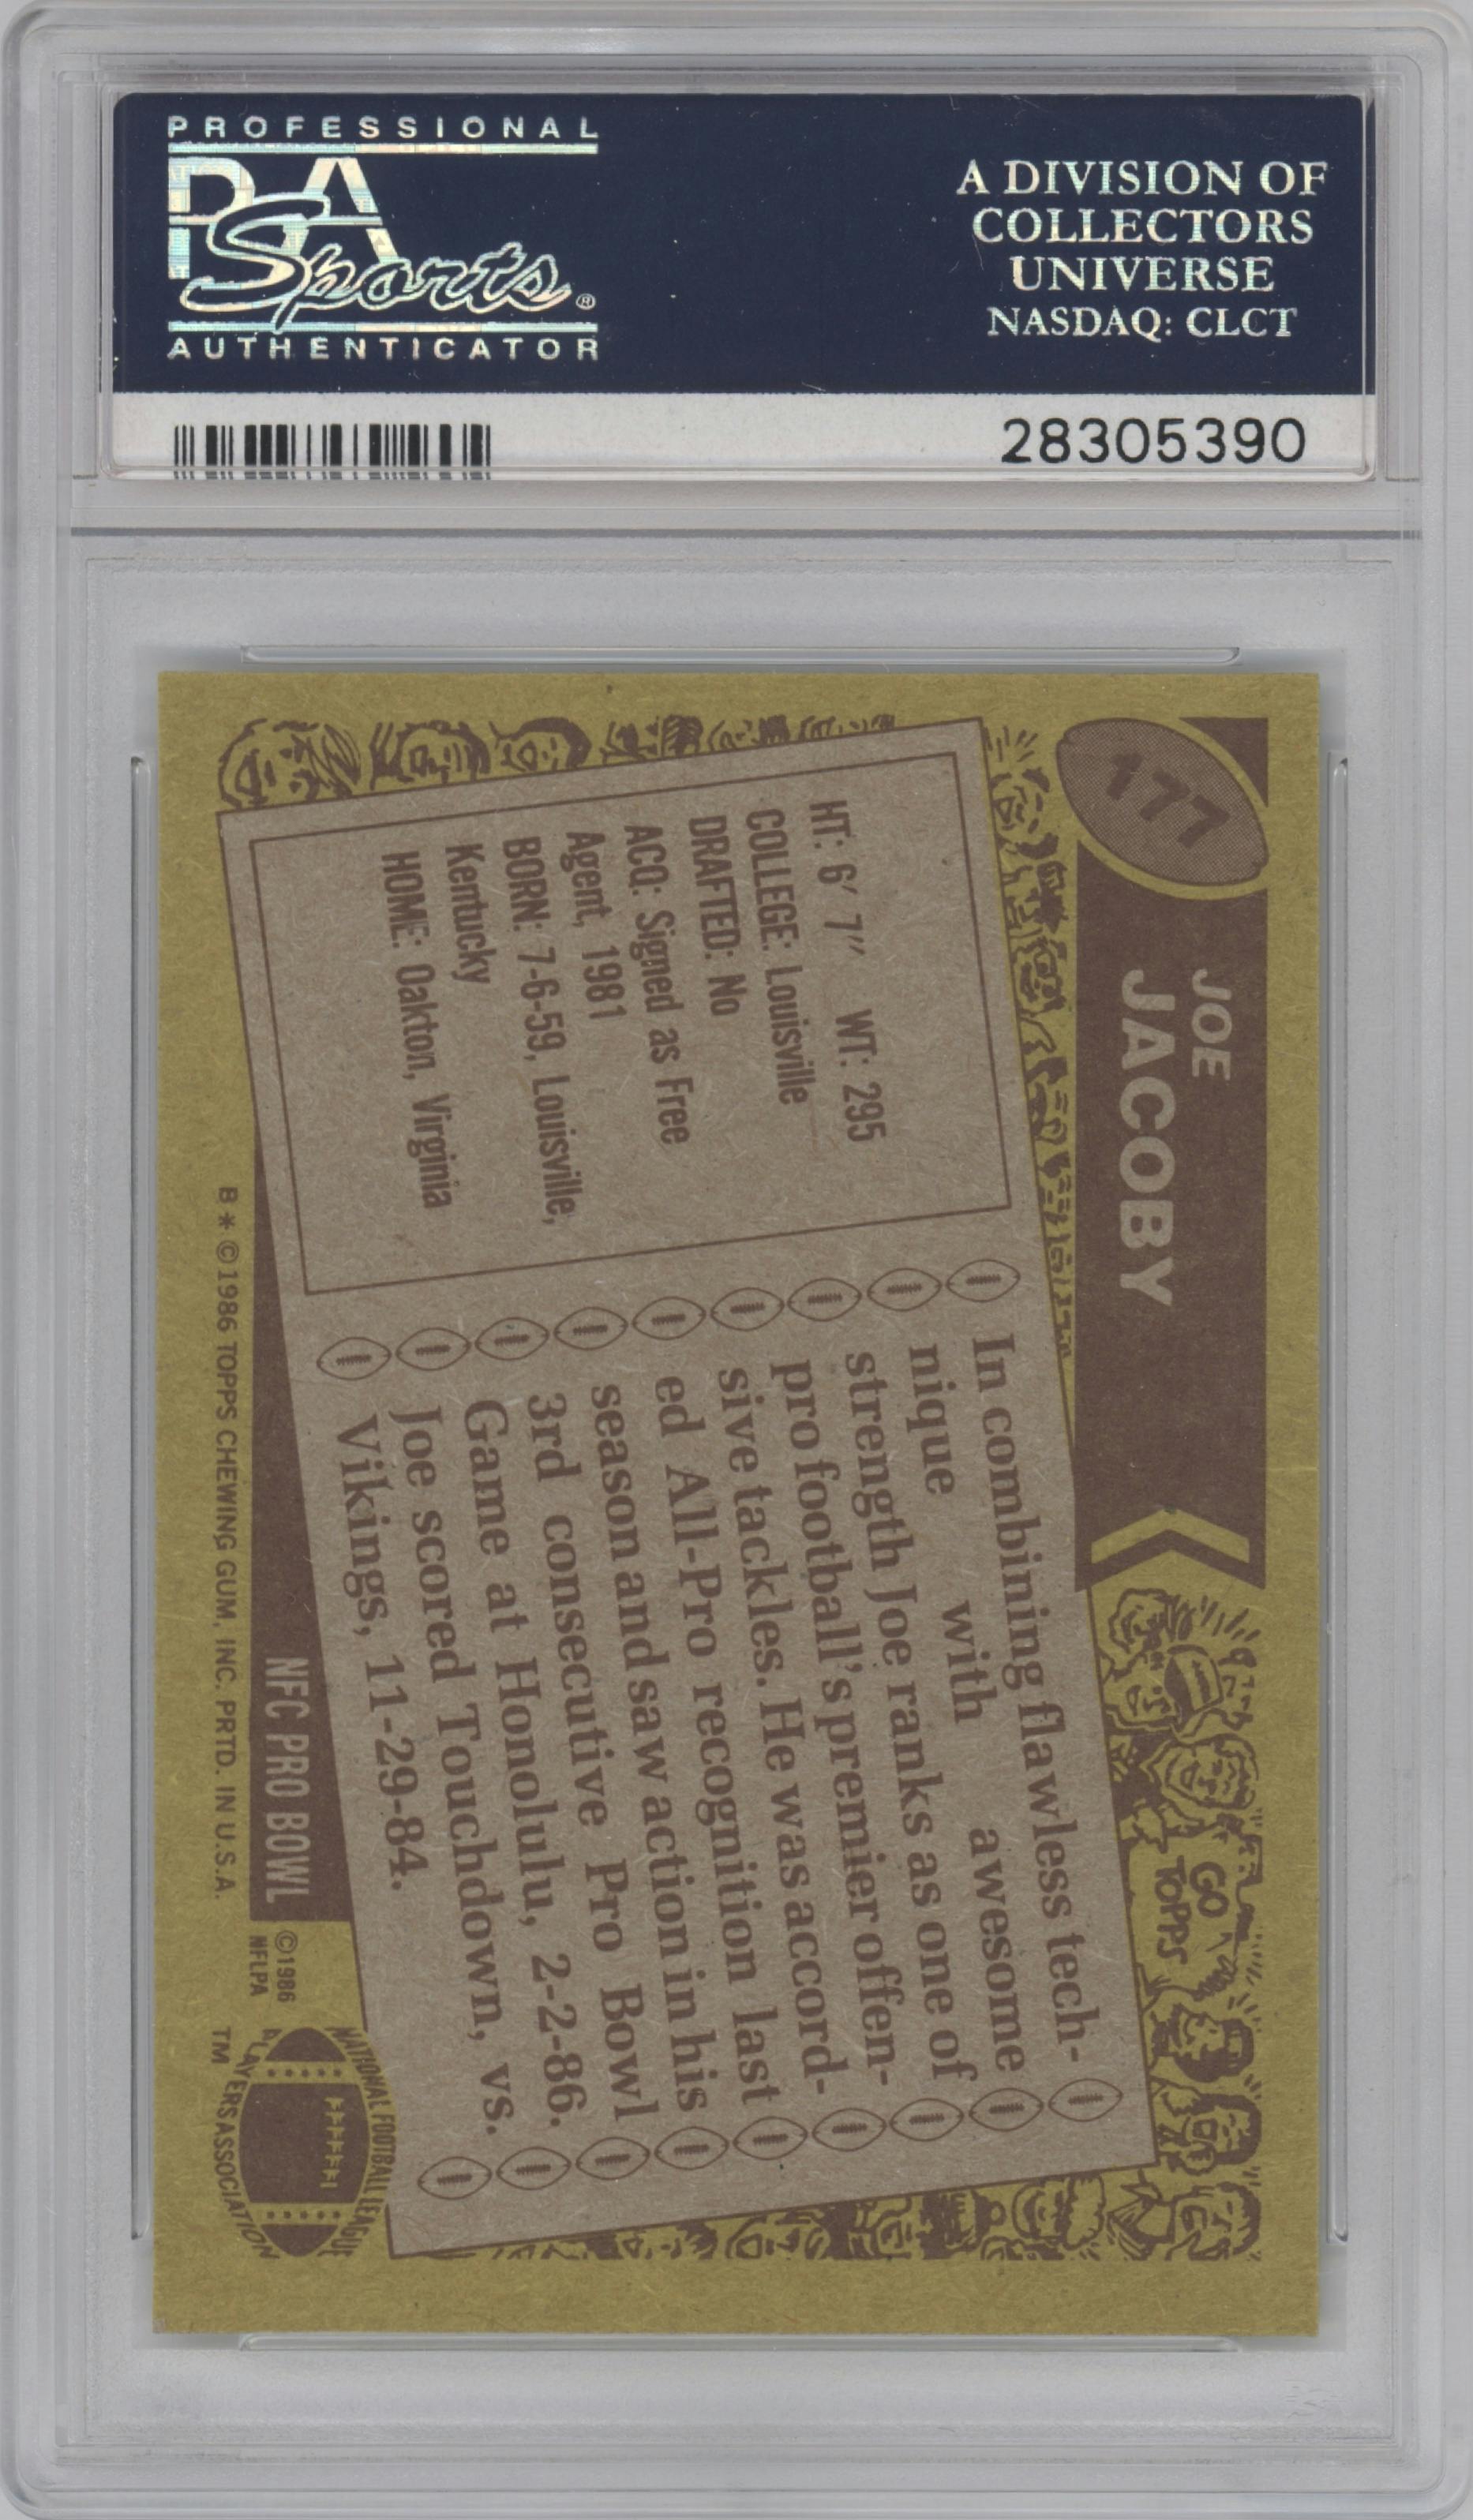 PROFESSIONAL
PSA
Sports®
AUTHENTICATOR
A DIVISION OF
COLLECTORS
UNIVERSE
NASDAQ: CLCT
28305390
177
JOE
JACOBY
HT: 6' 7" WT: 295
COLLEGE: Louisville
DRAFTED: No
ACQ: Signed as Free
Agent, 1981
BORN: 7-6-59, Louisville,
Kentucky
HOME: Oakton, Virginia
In combining flawless tech-
nique with awesome
strength Joe ranks as one of
pro football's premier offen-
sive tackles. He was accord-
ed All-Pro recognition last
season and saw action in his
3rd consecutive Pro Bowl
Game at Honolulu, 2-2-86.
Joe scored Touchdown, vs.
Vikings, 11-29-84.
GO
TOPPS
NFC PRO BOWL
©1986
NFLPA
NATIONAL FOOTBALL LEAGUE
PLAYERS ASSOCIATION
TM
B * ©1986 TOPPS CHEWING GUM, INC. PRTD. IN U.S.A.